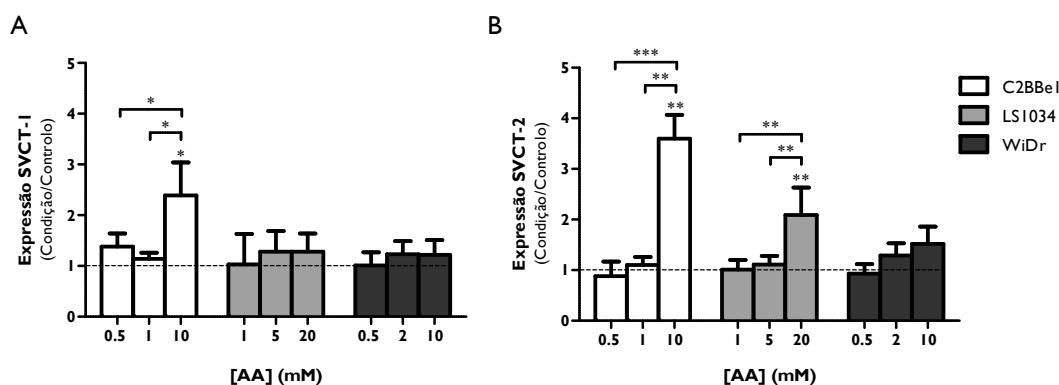 A
Expressão SVCT-1
(Condição/Controlo)
5
4
3
2
1
0
*
*
*
0.5 1 10 1 5 20 0.5 2 10
[AA] (mM)
B
Expressão SVCT-2
(Condição/Controlo)
5
4
3
2
1
0
***
**
**
**
**
**
0.5 1 10 1 5 20 0.5 2 10
[AA] (mM)
C2BBe1
LS1034
WiDr